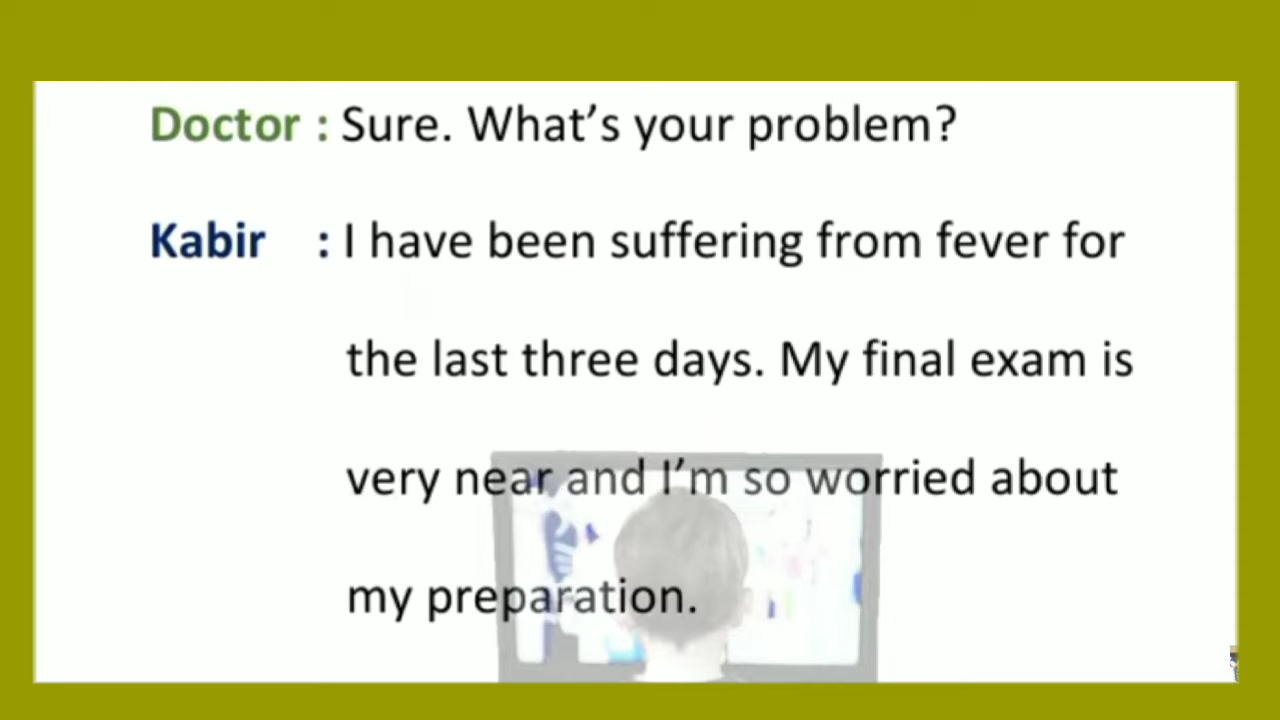 Doctor : Sure. What’s your problem?
Kabir : I have been suffering from fever for
the last three days. My final exam is
very near and I’m so worried about
my preparation.